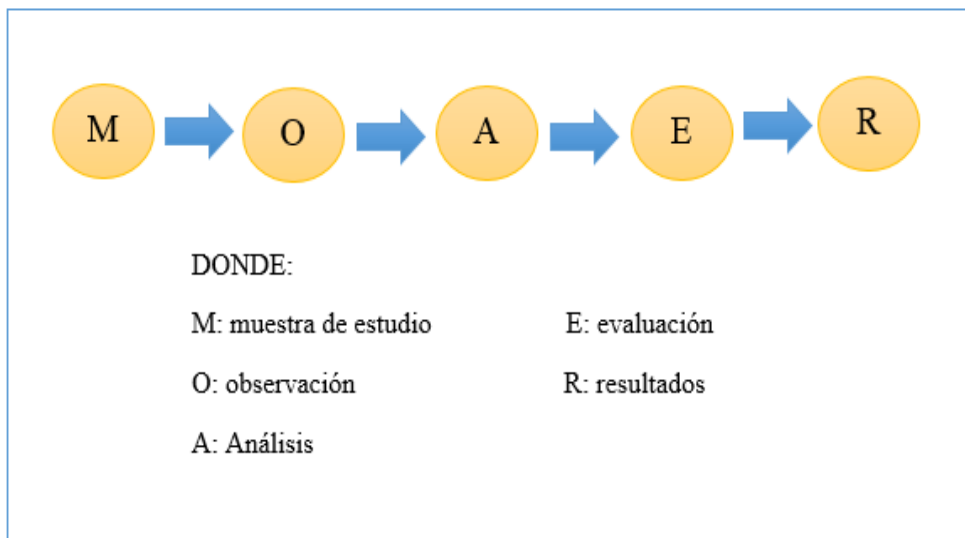 M O A E R
DONDE:
M: muestra de estudio E: evaluación
O: observación R: resultados
A: Análisis